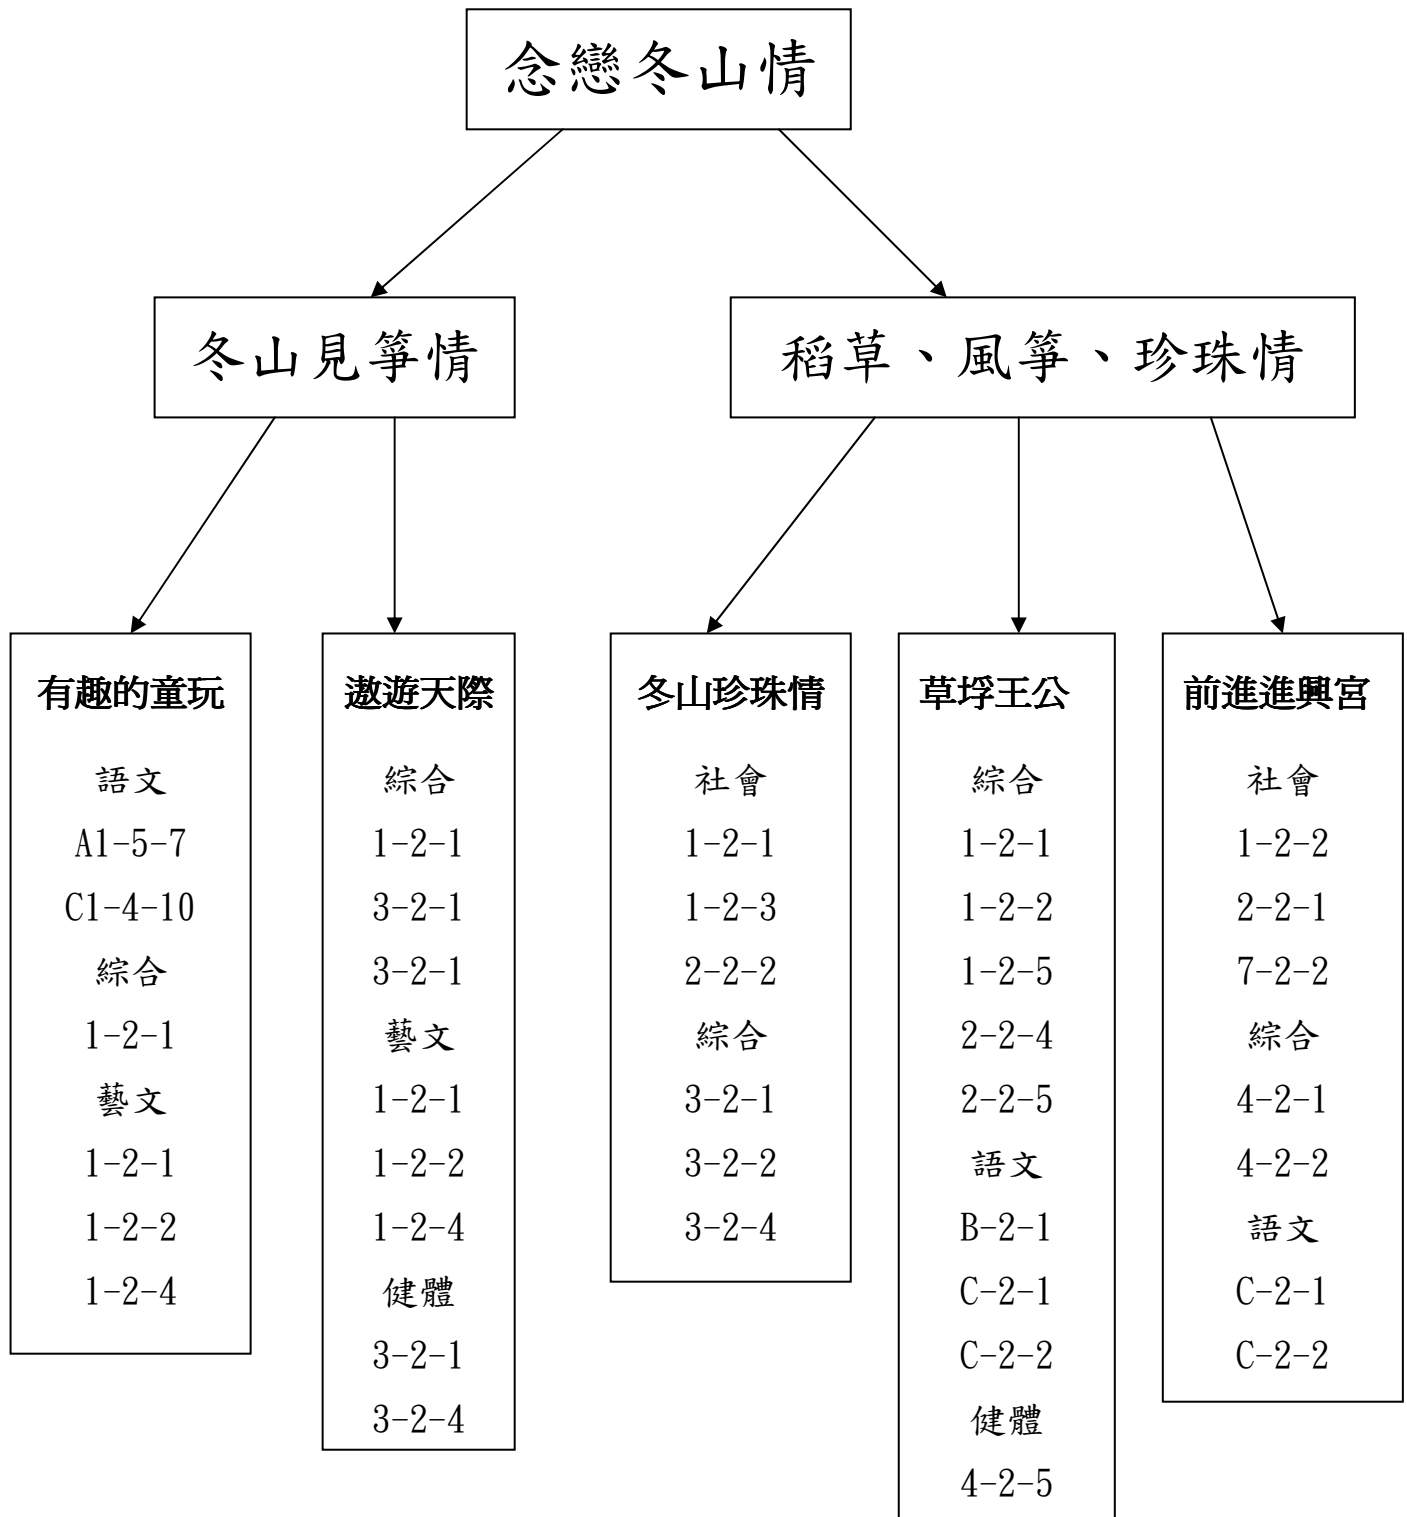 念戀冬山情
冬山見箏情
稻草、風箏、珍珠情
有趣的童玩
語文
A1-5-7
C1-4-10
綜合
1-2-1
藝文
1-2-1
1-2-2
1-2-4
遨遊天際
綜合
1-2-1
3-2-1
3-2-1
藝文
1-2-1
1-2-2
1-2-4
健體
3-2-1
3-2-4
冬山珍珠情
社會
1-2-1
1-2-3
2-2-2
綜合
3-2-1
3-2-2
3-2-4
草埒王公
綜合
1-2-1
1-2-2
1-2-5
2-2-4
2-2-5
語文
B-2-1
C-2-1
C-2-2
健體
4-2-5
前進進興宮
社會
1-2-2
2-2-1
7-2-2
綜合
4-2-1
4-2-2
語文
C-2-1
C-2-2